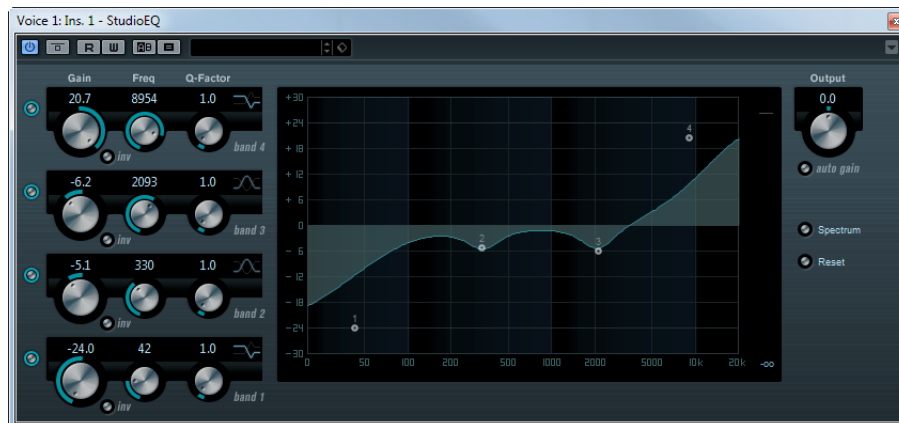 Voice 1: Ins. 1 - StudioEQ
R W AB
Gain Freq Q-Factor Output
20.7 8954 1.0
inv band 4
-6.2 2093 1.0
inv band 3
-5.1 330 1.0
inv band 2
-24.0 42 1.0
inv band 1
+30
+24
+18
+12
+6
0
-6
-12
-18
-24
-30
1
2
3
4
0 50 100 200 500 1000 2000 5000 10k 20k -∞
0.0
auto gain
Spectrum
Reset